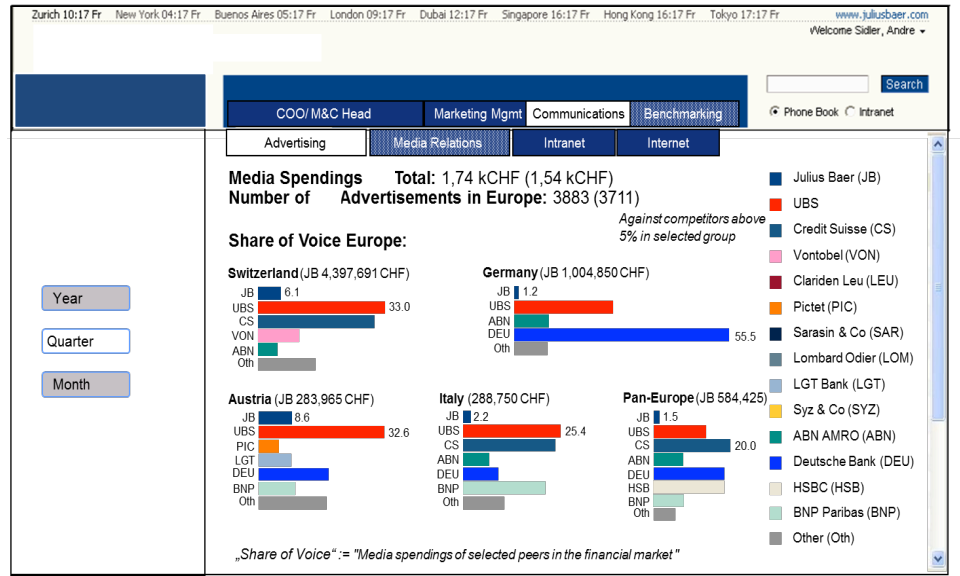 Zurich 10:17 Fr New York 04:17 Fr Buenos Aires 05:17 Fr London 09:17 Fr Dubai 12:17 Fr Singapore 16:17 Fr Hong Kong 16:17 Fr Tokyo 17:17 Fr www.juliusbaer.com
Welcome Sidler, Andre
Search
COO/ M&C Head Marketing Mgmt Communications Benchmarking
Phone Book Intranet
Advertising Media Relations Intranet Internet
Media Spendings Total: 1,74 kCHF (1,54 kCHF)
Number of Advertisements in Europe: 3883 (3711)
Against competitors above
5% in selected group
Share of Voice Europe:
Year
Quarter
Month
Switzerland (JB 4,397,691 CHF)
JB 6.1
UBS 33.0
CS
VON
ABN
Oth
Germany (JB 1,004,850 CHF)
JB 1.2
UBS
ABN
DEU 55.5
Oth
Austria (JB 283,965 CHF)
JB 8.6
UBS 32.6
PIC
LGT
DEU
BNP
Oth
Italy (288,750 CHF)
JB 2.2
UBS 25.4
CS
ABN
DEU
BNP
Oth
Pan-Europe (JB 584,425)
JB 1.5
UBS
CS 20.0
ABN
DEU
HSB
BNP
Oth
Julius Baer (JB)
UBS
Credit Suisse (CS)
Vontobel (VON)
Clariden Leu (LEU)
Pictet (PIC)
Sarasin & Co (SAR)
Lombard Odier (LOM)
LGT Bank (LGT)
Syz & Co (SYZ)
ABN AMRO (ABN)
Deutsche Bank (DEU)
HSBC (HSB)
BNP Paribas (BNP)
Other (Oth)
„Share of Voice“ := "Media spendings of selected peers in the financial market"